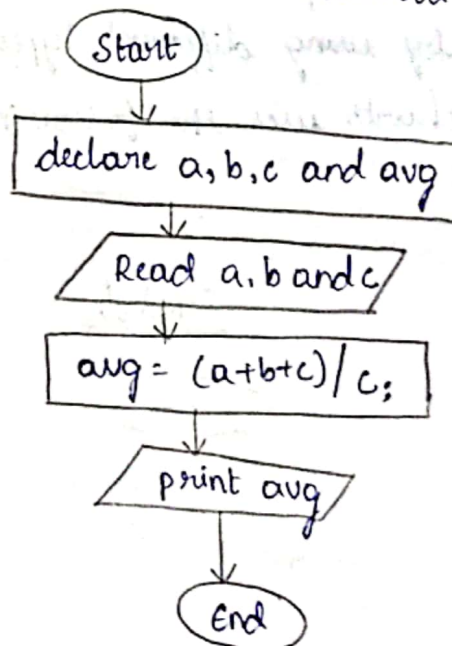 Start
declare a, b, c and avg
Read a, b and c
avg = (a+b+c)/c;
print avg
End